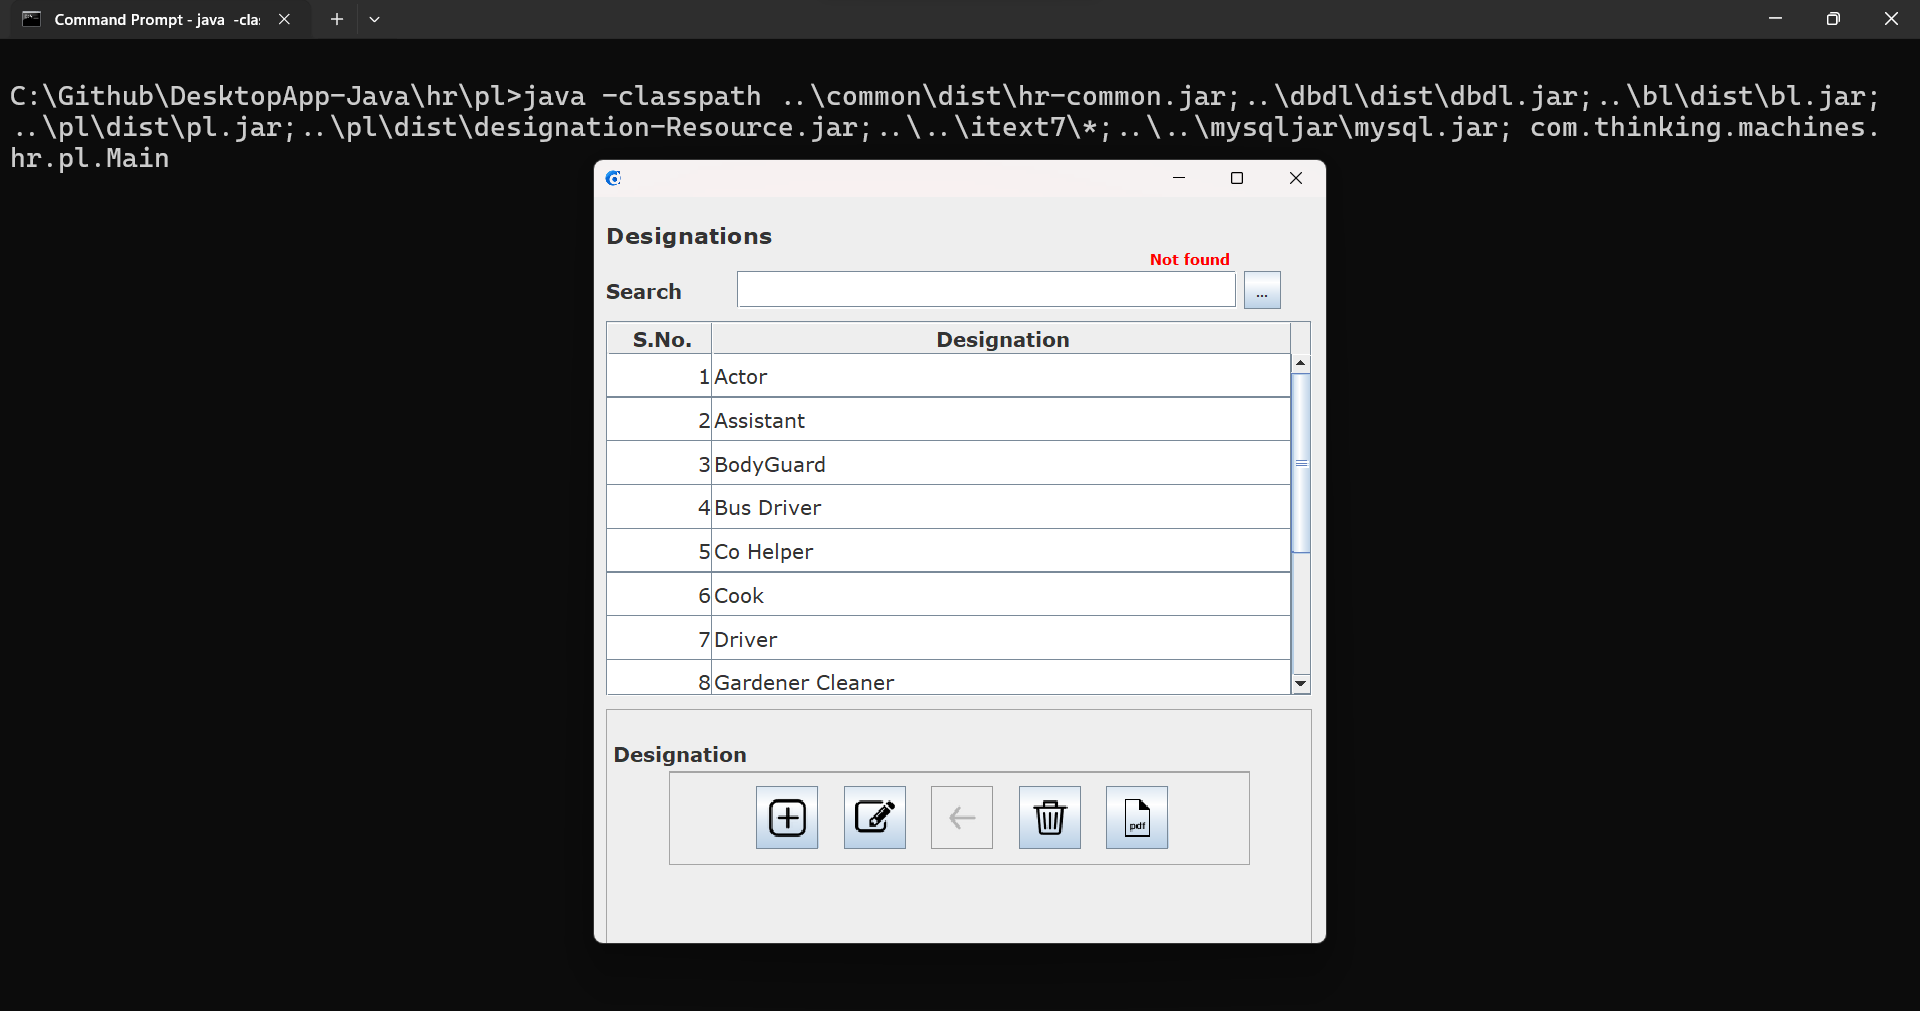 Command Prompt - java -cla
C:\Github\DesktopApp-Java\hr\pl>java -classpath ..\common\dist\hr-common.jar;..\dbdl\dist\dbdl.jar;..\bl\dist\bl.jar;
..\pl\dist\pl.jar;..\pl\dist\designation-Resource.jar;..\..\itext7\*;..\..\mysqljar\mysql.jar; com.thinking.machines.
hr.pl.Main
Designations
Not found
Search
...
S.No. Designation
1 Actor
2 Assistant
3 BodyGuard
4 Bus Driver
5 Co Helper
6 Cook
7 Driver
8 Gardener Cleaner
Designation
pdf